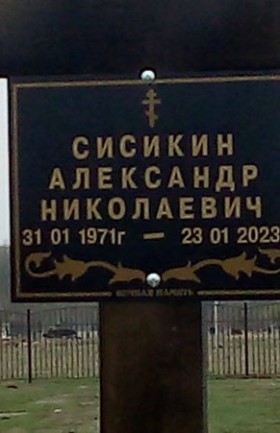 СИСИКИН
АЛЕКСАНДР
НИКОЛАЕВИЧ
31 01 1971г — 23 01 2023
ВЕЧНАЯ ПАМЯТЬ